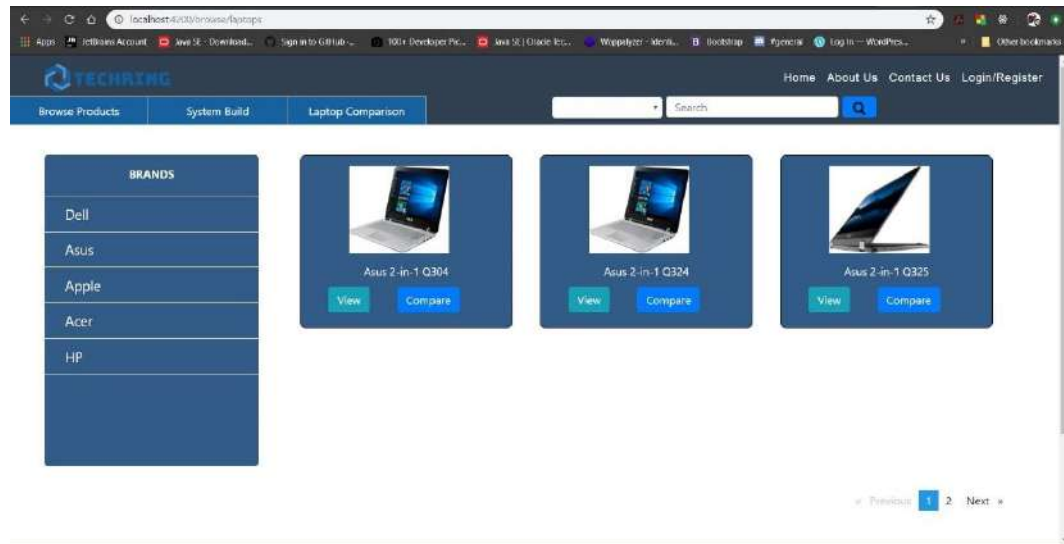 localhost:4200/browse/laptops
Apps JetBrains Account Java SE - Download... Sign in to GitHub -... 100+ Developer Pic... Java SE | Oracle Tec... Wappalyzer - Identi... Bootstrap #general Log In — WordPres... » Other bookmarks
TECHRING
Home About Us Contact Us Login/Register
Browse Products System Build Laptop Comparison Search
BRANDS
Dell
Asus
Apple
Acer
HP
Asus 2-in-1 Q304 Asus 2-in-1 Q324 Asus 2-in-1 Q325
View Compare View Compare View Compare
« Previous 1 2 Next »